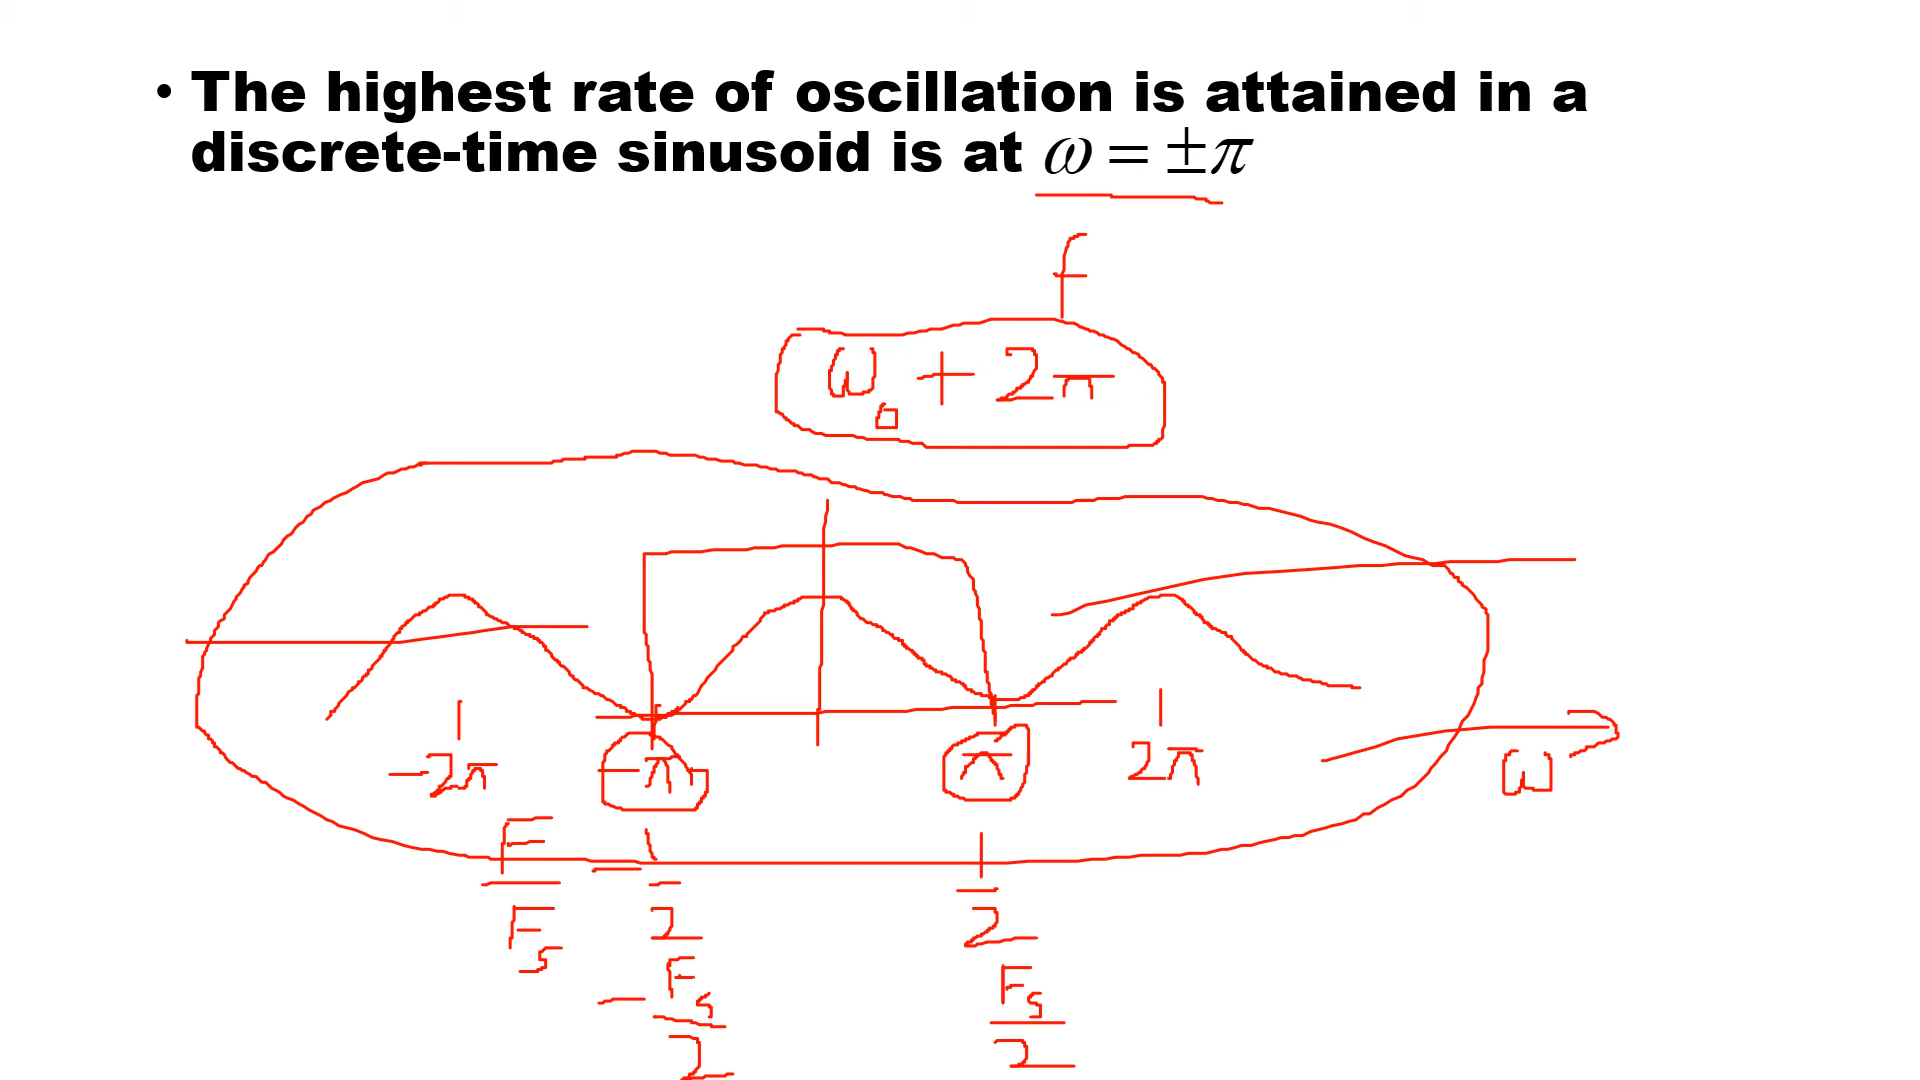 • The highest rate of oscillation is attained in a
discrete-time sinusoid is at ω = ±π
f
ω₀ + 2π
-2π -π π 2π ω
F/Fs -1/2 1/2
-Fs/2 Fs/2